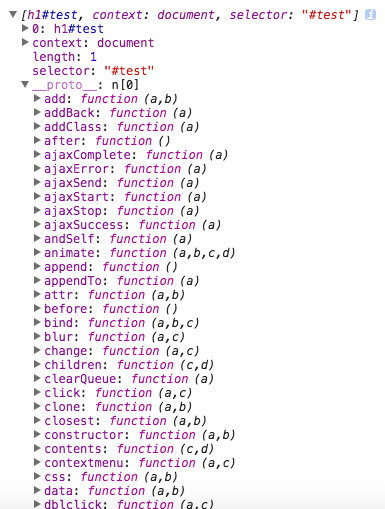 [h1#test, context: document, selector: "#test"] i
0: h1#test
context: document
length: 1
selector: "#test"
__proto__: n[0]
add: function (a,b)
addBack: function (a)
addClass: function (a)
after: function ()
ajaxComplete: function (a)
ajaxError: function (a)
ajaxSend: function (a)
ajaxStart: function (a)
ajaxStop: function (a)
ajaxSuccess: function (a)
andSelf: function (a)
animate: function (a,b,c,d)
append: function ()
appendTo: function (a)
attr: function (a,b)
before: function ()
bind: function (a,b,c)
blur: function (a,c)
change: function (a,c)
children: function (c,d)
clearQueue: function (a)
click: function (a,c)
clone: function (a,b)
closest: function (a,b)
constructor: function (a,b)
contents: function (c,d)
contextmenu: function (a,c)
css: function (a,b)
data: function (a,b)
dblclick: function (a,c)